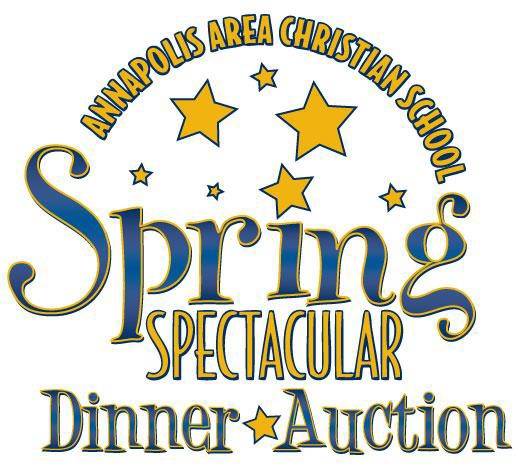 ANNAPOLIS AREA CHRISTIAN SCHOOL
Spring
SPECTACULAR
Dinner Auction